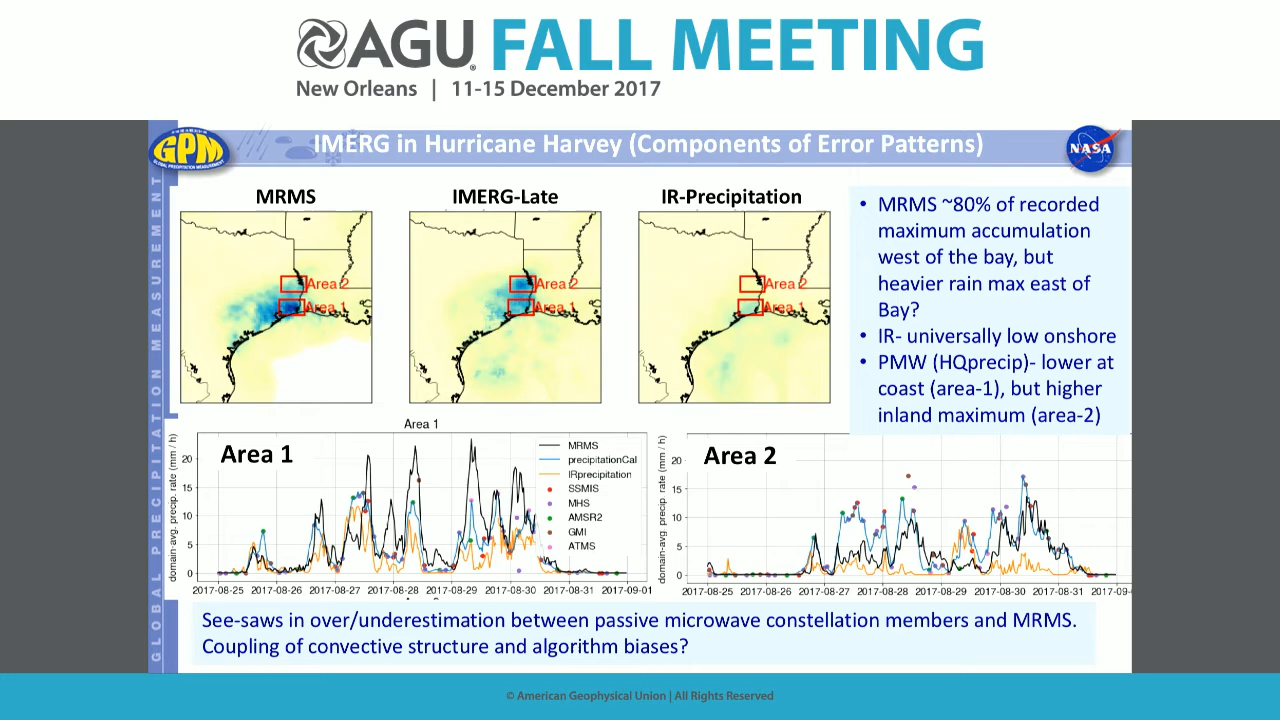 AGU FALL MEETING
New Orleans | 11-15 December 2017
GPM
GLOBAL PRECIPITATION MEASUREMENT
IMERG in Hurricane Harvey (Components of Error Patterns)
NASA
GLOBAL PRECIPITATION MEASUREMENT
MRMS
IMERG-Late
IR-Precipitation
Area 2
Area 1
Area 2
Area 1
Area 2
Area 1
• MRMS ~80% of recorded
maximum accumulation
west of the bay, but
heavier rain max east of
Bay?
• IR- universally low onshore
• PMW (HQprecip)- lower at
coast (area-1), but higher
inland maximum (area-2)
Area 1
Area 1
domain-avg. precip. rate (mm / h)
20
15
10
5
0
MRMS
precipitationCal
IRprecipitation
SSMIS
MHS
AMSR2
GMI
ATMS
2017-08-25 2017-08-26 2017-08-27 2017-08-28 2017-08-29 2017-08-30 2017-08-31 2017-09-01
Area 2
domain-avg. precip. rate (mm / h)
20
15
10
5
0
2017-08-25 2017-08-26 2017-08-27 2017-08-28 2017-08-29 2017-08-30 2017-08-31 2017-09-
See-saws in over/underestimation between passive microwave constellation members and MRMS.
Coupling of convective structure and algorithm biases?
© American Geophysical Union | All Rights Reserved